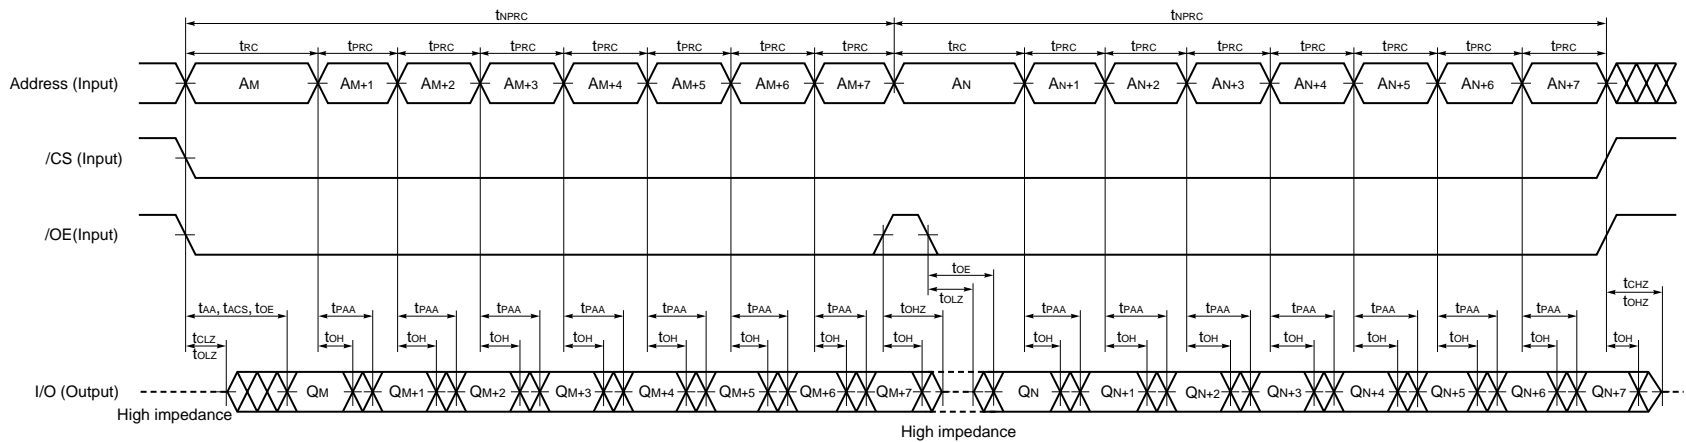 tNPRC tNPRC
tRC tPRC tPRC tPRC tPRC tPRC tPRC tPRC tRC tPRC tPRC tPRC tPRC tPRC tPRC tPRC
Address (Input) AM AM+1 AM+2 AM+3 AM+4 AM+5 AM+6 AM+7 AN AN+1 AN+2 AN+3 AN+4 AN+5 AN+6 AN+7
/CS (Input)
/OE(Input)
tOE
tCHZ
tOLZ
tOHZ
tAA, tACS, tOE tPAA tPAA tPAA tPAA tPAA tPAA tPAA tOHZ tPAA tPAA tPAA tPAA tPAA tPAA tPAA
tCLZ tOH tOH tOH tOH tOH tOH tOH tOH tOH tOH tOH tOH tOH tOH tOH tOH
tOLZ
I/O (Output) QM QM+1 QM+2 QM+3 QM+4 QM+5 QM+6 QM+7 QN QN+1 QN+2 QN+3 QN+4 QN+5 QN+6 QN+7
High impedance
High impedance